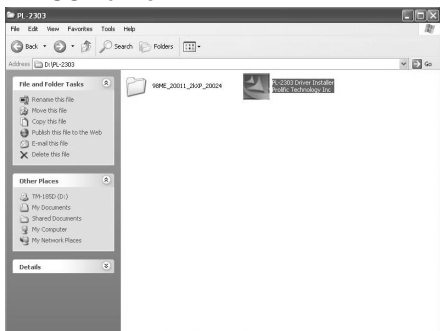 PL-2303
File Edit View Favorites Tools Help
Back Search Folders
Address D:\PL-2303 Go
File and Folder Tasks
Rename this file
Move this file
Copy this file
Publish this file to the Web
E-mail this file
Delete this file
Other Places
TM-185D (D:)
My Documents
Shared Documents
My Computer
My Network Places
Details
98ME_20011_2kXP_20024
PL-2303 Driver Installer
Prolific Technology Inc